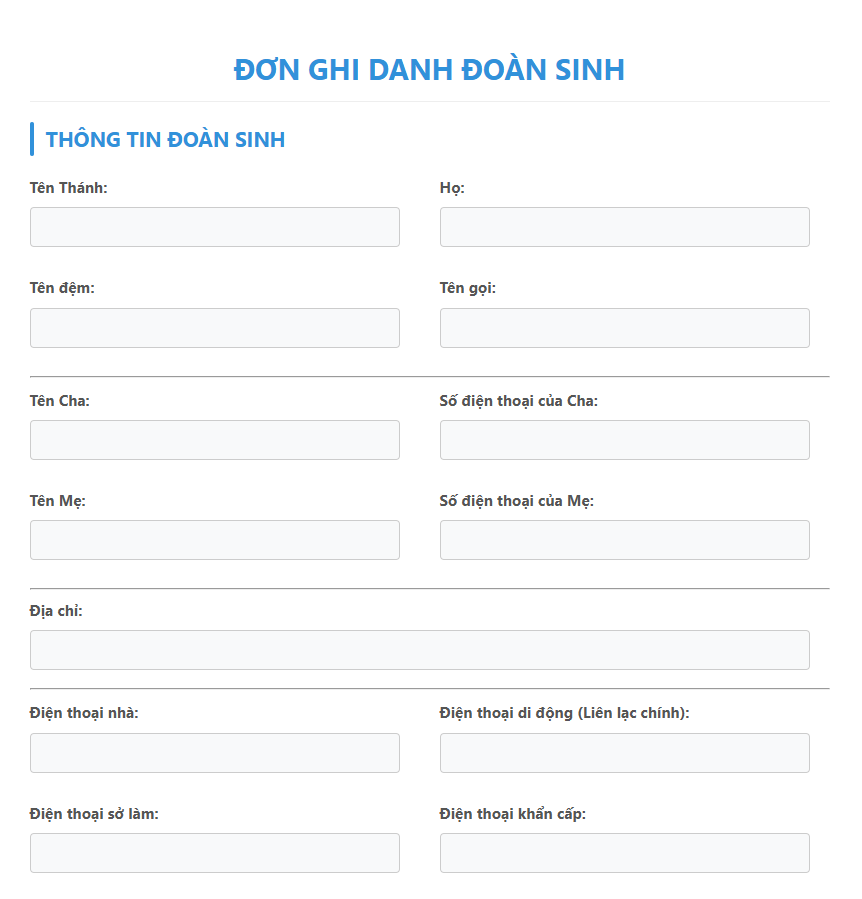 ĐƠN GHI DANH ĐOÀN SINH
THÔNG TIN ĐOÀN SINH
Tên Thánh:
Họ:
Tên đệm:
Tên gọi:
Tên Cha:
Số điện thoại của Cha:
Tên Mẹ:
Số điện thoại của Mẹ:
Địa chỉ:
Điện thoại nhà:
Điện thoại di động (Liên lạc chính):
Điện thoại sở làm:
Điện thoại khẩn cấp: